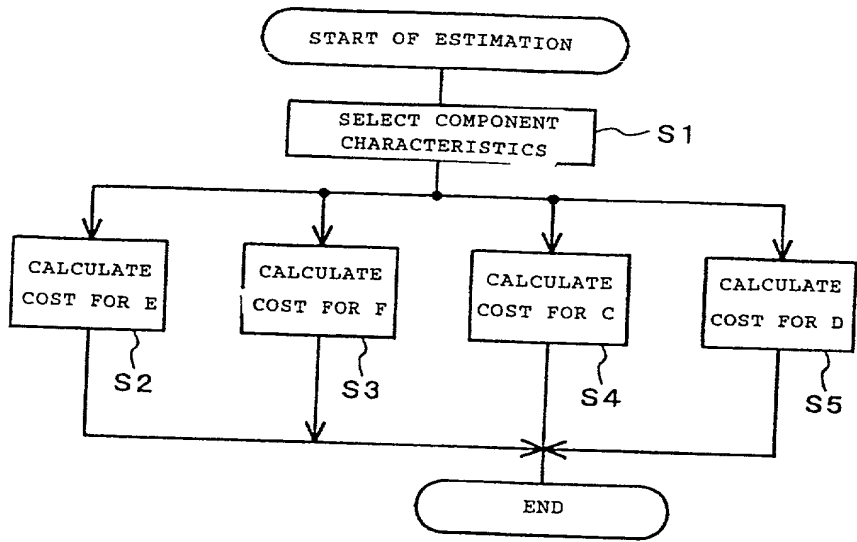 START OF ESTIMATION
SELECT COMPONENT
CHARACTERISTICS
S1
CALCULATE
COST FOR E
S2
CALCULATE
COST FOR F
S3
CALCULATE
COST FOR C
S4
CALCULATE
COST FOR D
S5
END